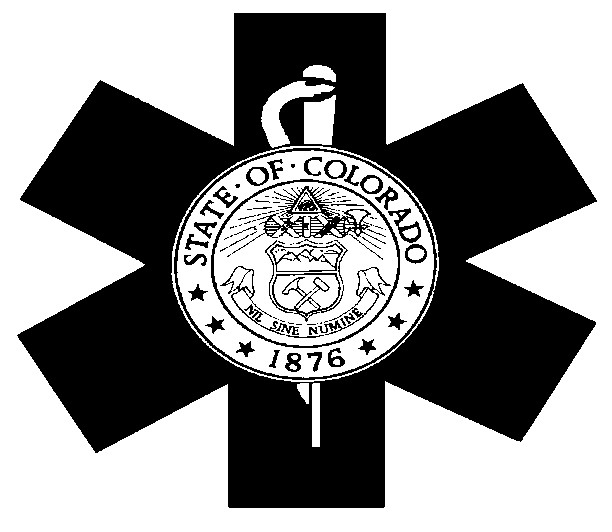 STATE · OF · COLORADO
NIL SINE NUMINE
1876